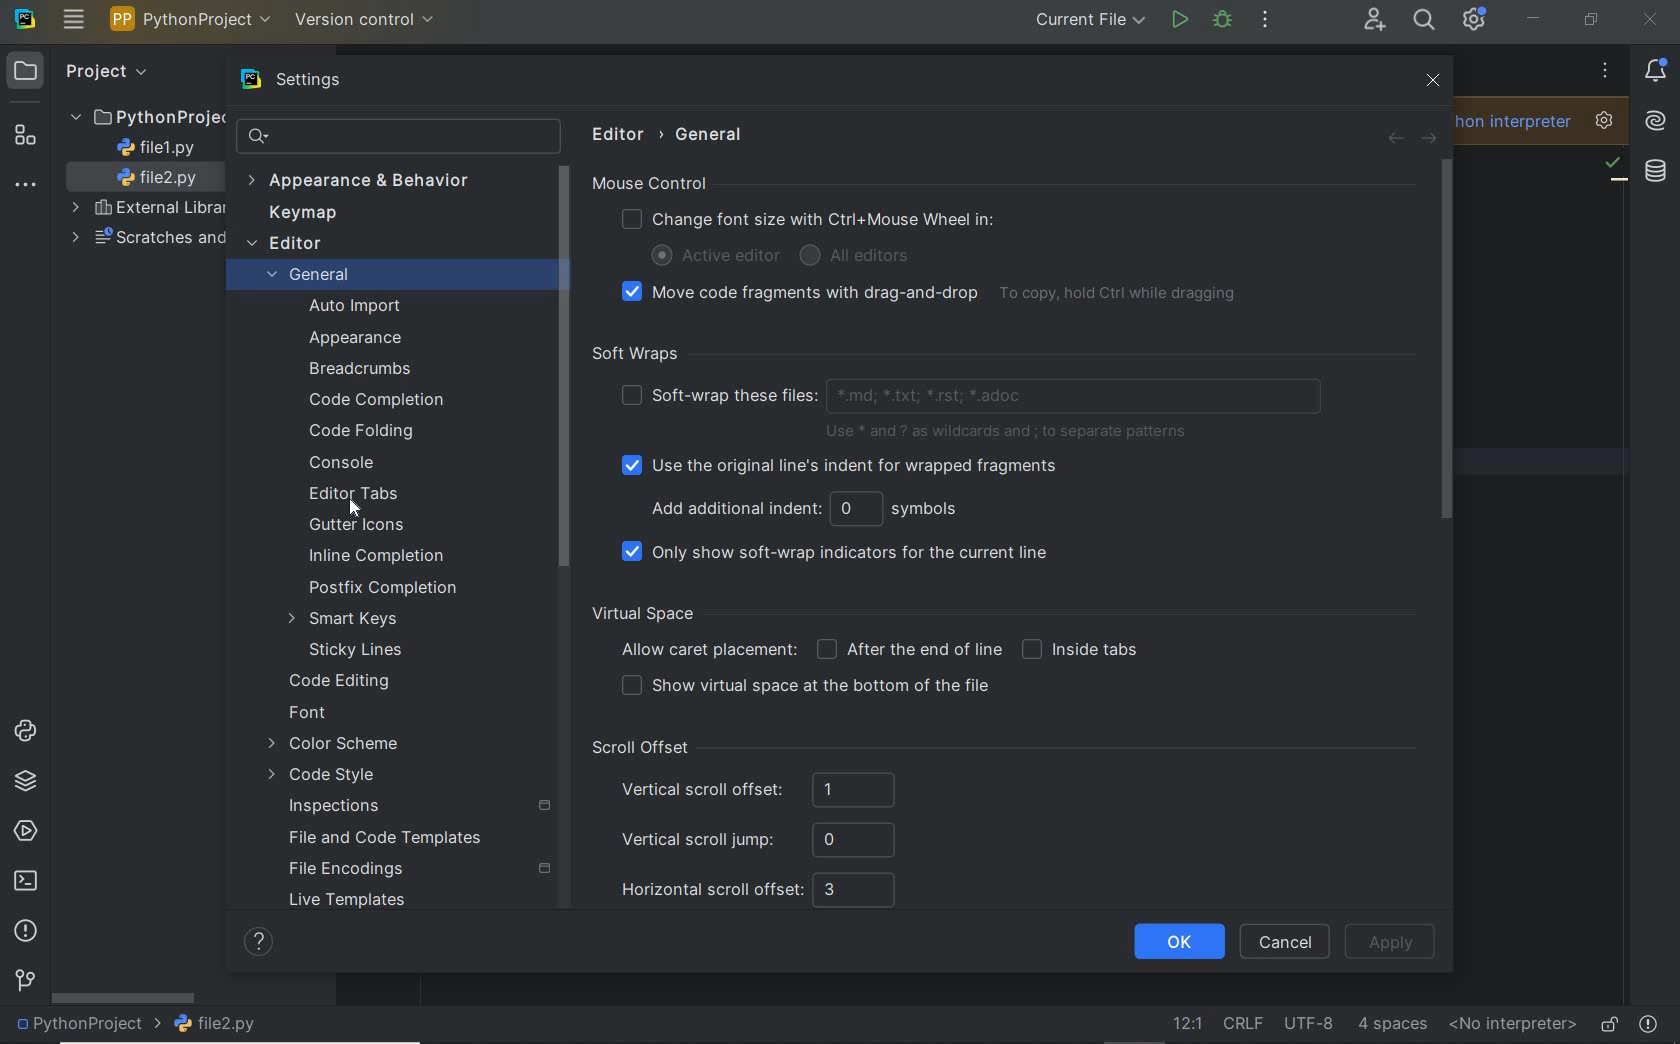 PC PP PythonProject Version control Current File
Project
PythonProjec
file1.py
file2.py
External Librar
Scratches and
PC Settings
Appearance & Behavior
Keymap
Editor
General
Auto Import
Appearance
Breadcrumbs
Code Completion
Code Folding
Console
Editor Tabs
Gutter Icons
Inline Completion
Postfix Completion
Smart Keys
Sticky Lines
Code Editing
Font
Color Scheme
Code Style
Inspections
File and Code Templates
File Encodings
Live Templates
Editor › General
Mouse Control
Change font size with Ctrl+Mouse Wheel in:
Active editor All editors
Move code fragments with drag-and-drop To copy, hold Ctrl while dragging
Soft Wraps
Soft-wrap these files: *.md; *.txt; *.rst; *.adoc
Use * and ? as wildcards and ; to separate patterns
Use the original line's indent for wrapped fragments
Add additional indent: 0 symbols
Only show soft-wrap indicators for the current line
Virtual Space
Allow caret placement: After the end of line Inside tabs
Show virtual space at the bottom of the file
Scroll Offset
Vertical scroll offset: 1
Vertical scroll jump: 0
Horizontal scroll offset: 3
? OK Cancel Apply
hon interpreter
PythonProject > file2.py 12:1 CRLF UTF-8 4 spaces <No interpreter>